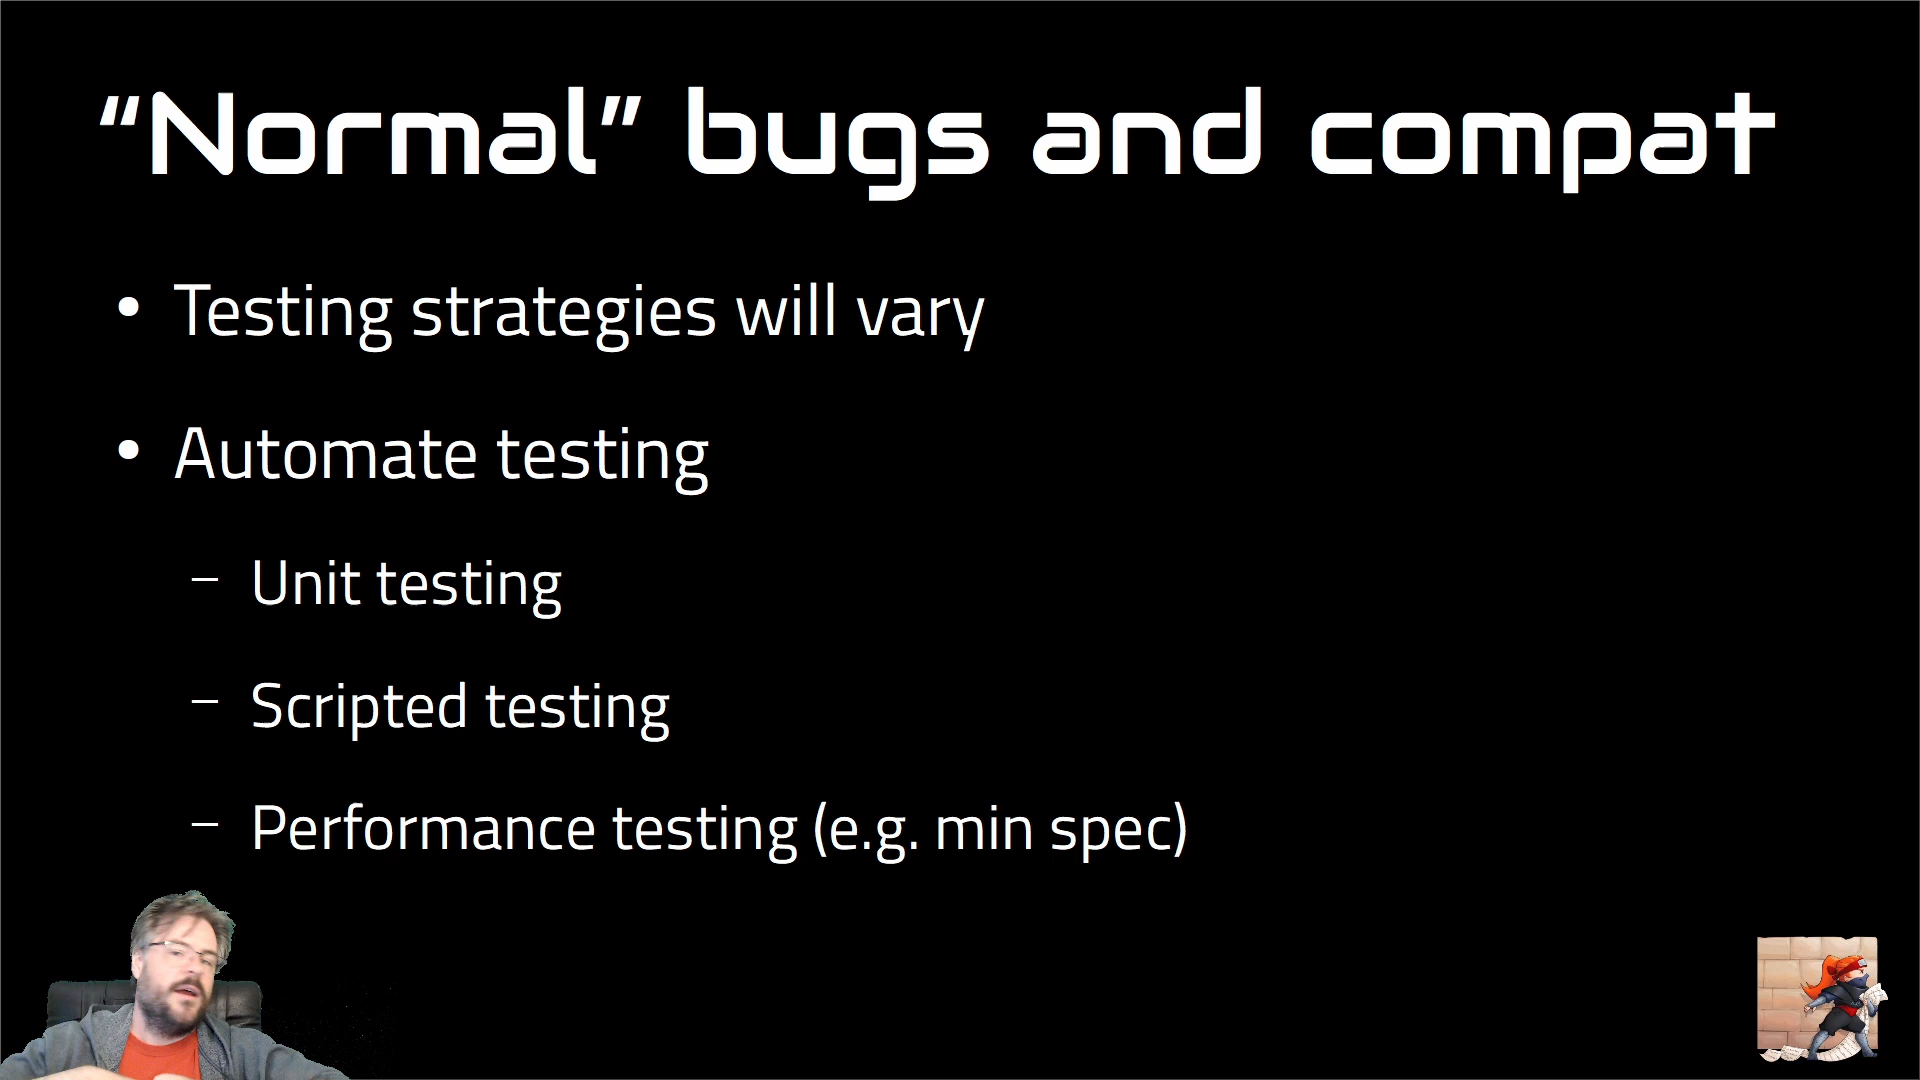 “Normal” bugs and compat
• Testing strategies will vary
• Automate testing
– Unit testing
– Scripted testing
– Performance testing (e.g. min spec)